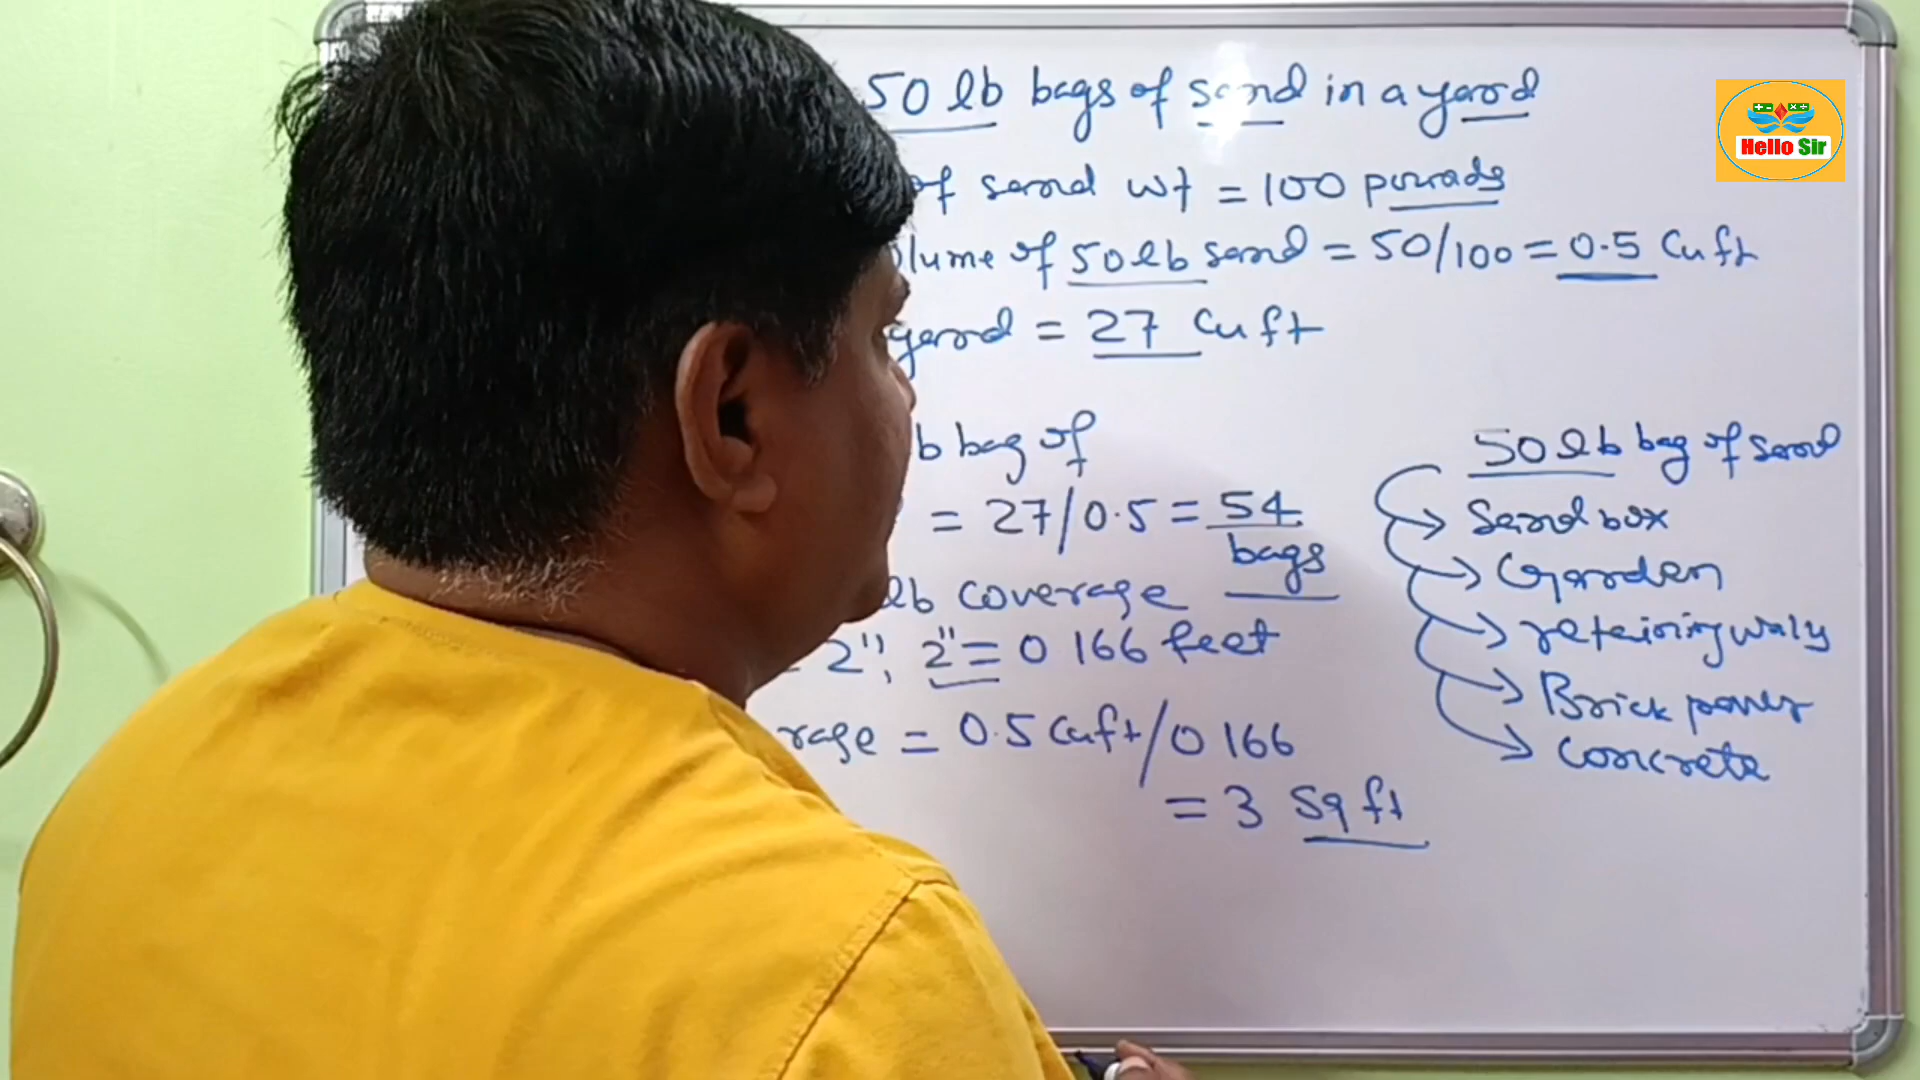 50 lb bags of sand in a yard
of sand wt = 100 pounds
lume of 50 lb sand = 50/100 = 0.5 Cu ft
yard = 27 Cu ft
b bag of
= 27/0.5 = 54
bags
lb coverage
2", 2" = 0 166 feet
rage = 0.5 Cuft/0 166
= 3 Sq ft
50 lb bag of sand
Sand box
Garden
retaining
Brick paver
Concrete
Hello Sir